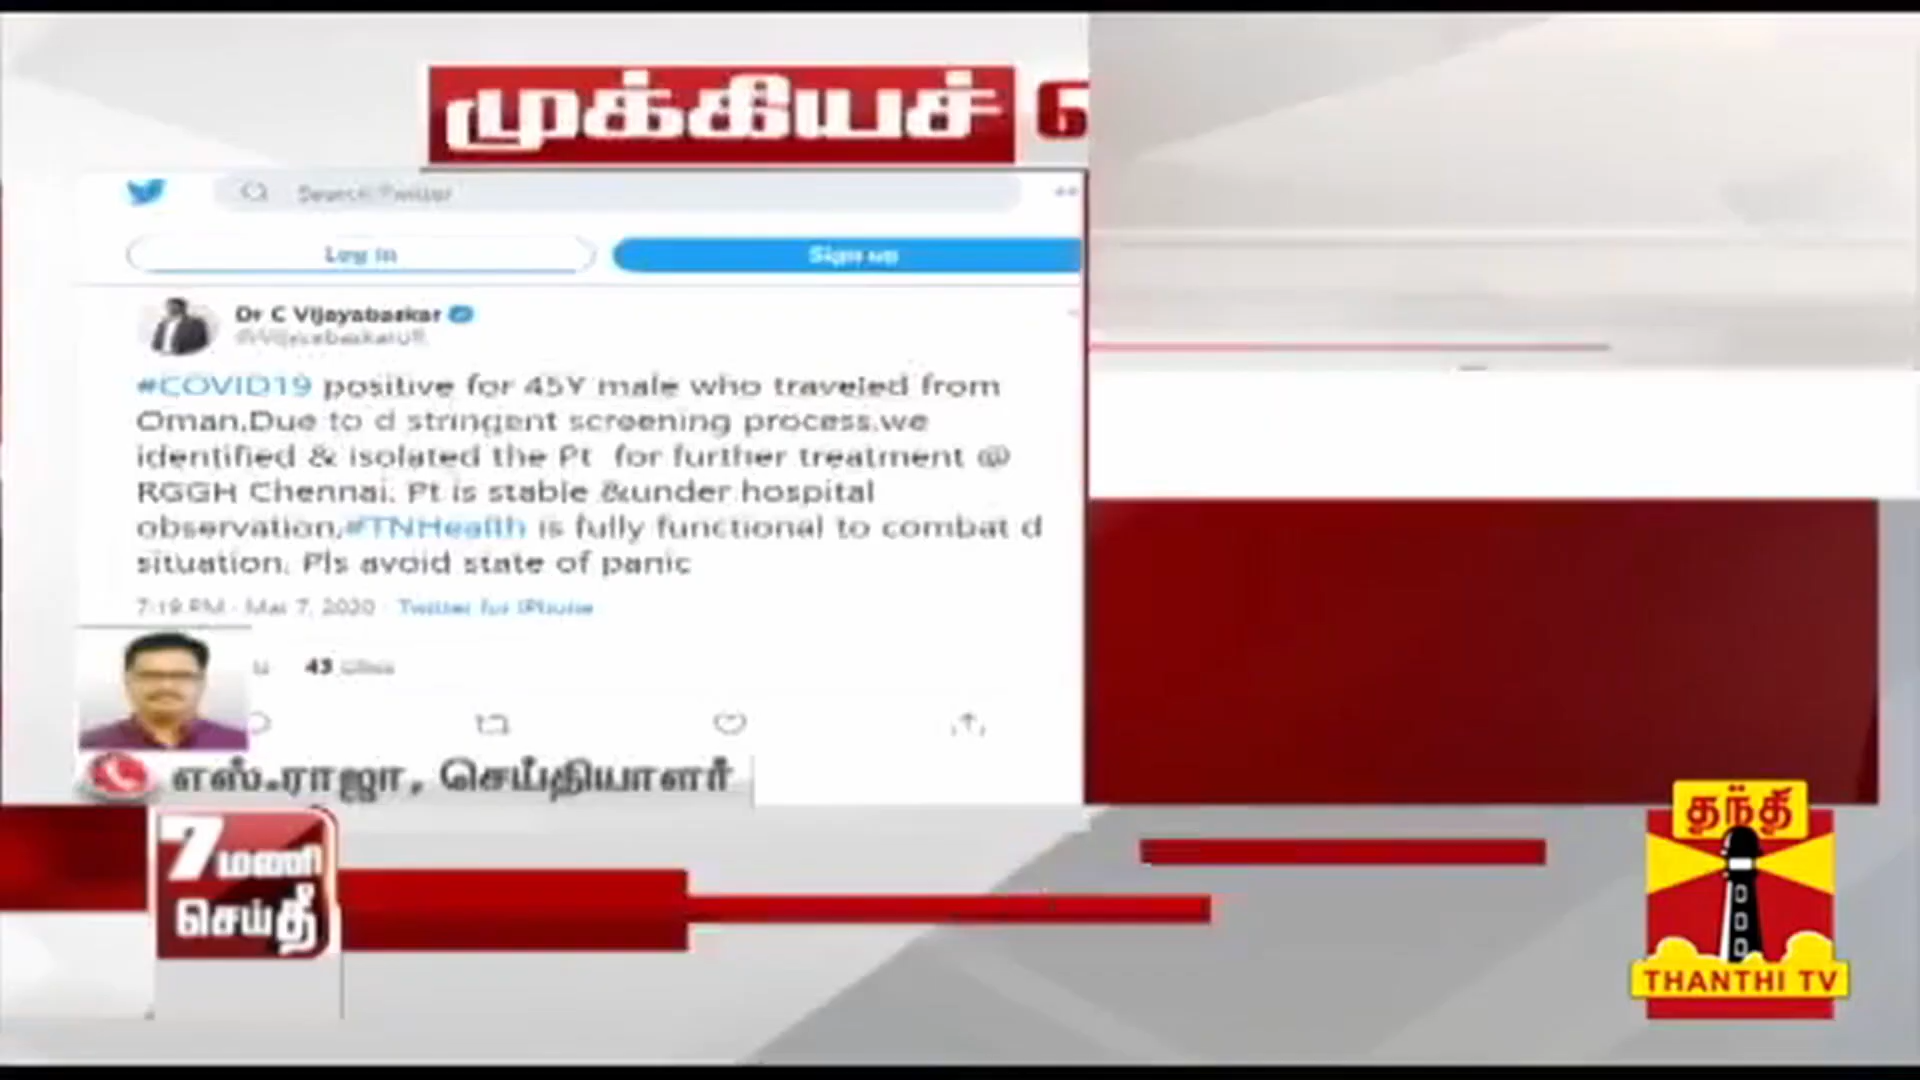 முக்கியச்
Search Twitter
Log in
Sign up
Dr C Vijayabaskar
@Vijayabaskarofl
#COVID19 positive for 45Y male who traveled from
Oman.Due to d stringent screening process,we
identified & isolated the Pt for further treatment @
RGGH Chennai. Pt is stable &under hospital
observation.#TNHealth is fully functional to combat d
situation. Pls avoid state of panic
7:19 PM · Mar 7, 2020 · Twitter for iPhone
43 Likes
எஸ்.ராஜா, செய்தியாளர்
7 மணி
செய்தீ
தந்தி
THANTHI TV